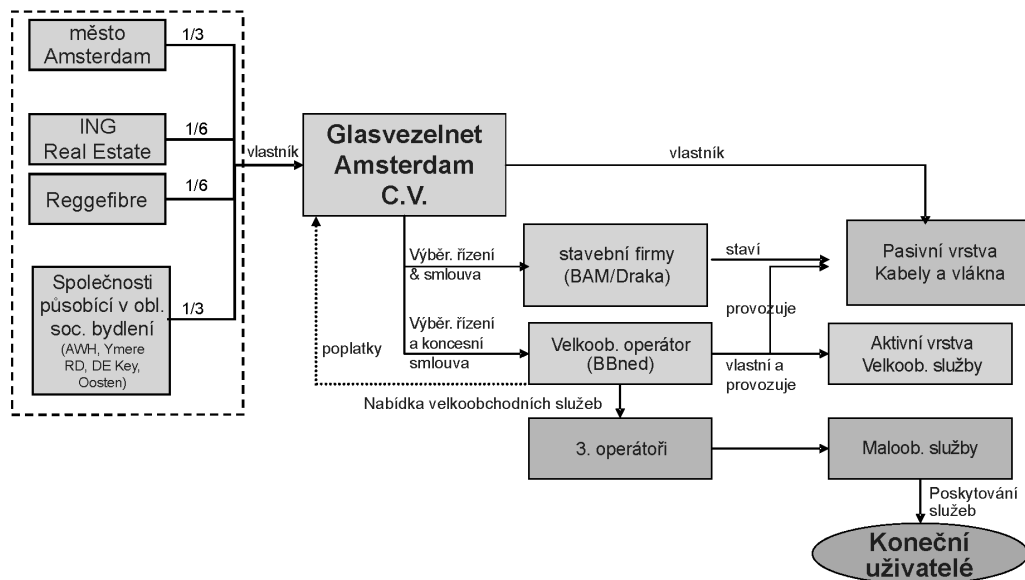 město
Amsterdam
1/3
ING
Real Estate
1/6
Reggefibre
1/6
Společnosti
působící v obl.
soc. bydlení
(AWH, Ymere
RD, DE Key,
Oosten)
1/3
vlastník
Glasvezelnet
Amsterdam
C.V.
vlastník
Výběr. řízení
& smlouva
stavební firmy
(BAM/Draka)
staví
Pasivní vrstva
Kabely a vlákna
provozuje
poplatky
Výběr. řízení
a koncesní
smlouva
Velkoob. operátor
(BBned)
vlastní a
provozuje
Aktivní vrstva
Velkoob. služby
Nabídka velkoobchodních služeb
3. operátoři
Maloob. služby
Poskytování
služeb
Koneční
uživatelé